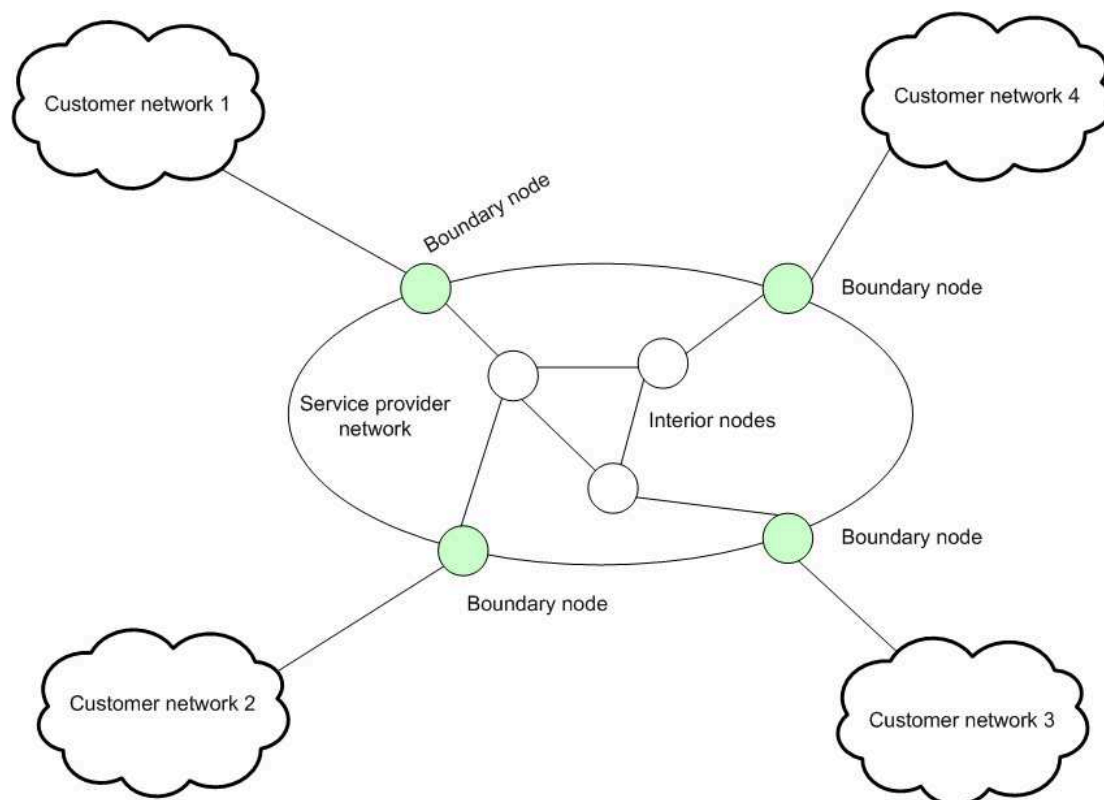 Customer network 1
Customer network 4
Boundary node
Boundary node
Service provider
network
Interior nodes
Boundary node
Boundary node
Customer network 2
Customer network 3